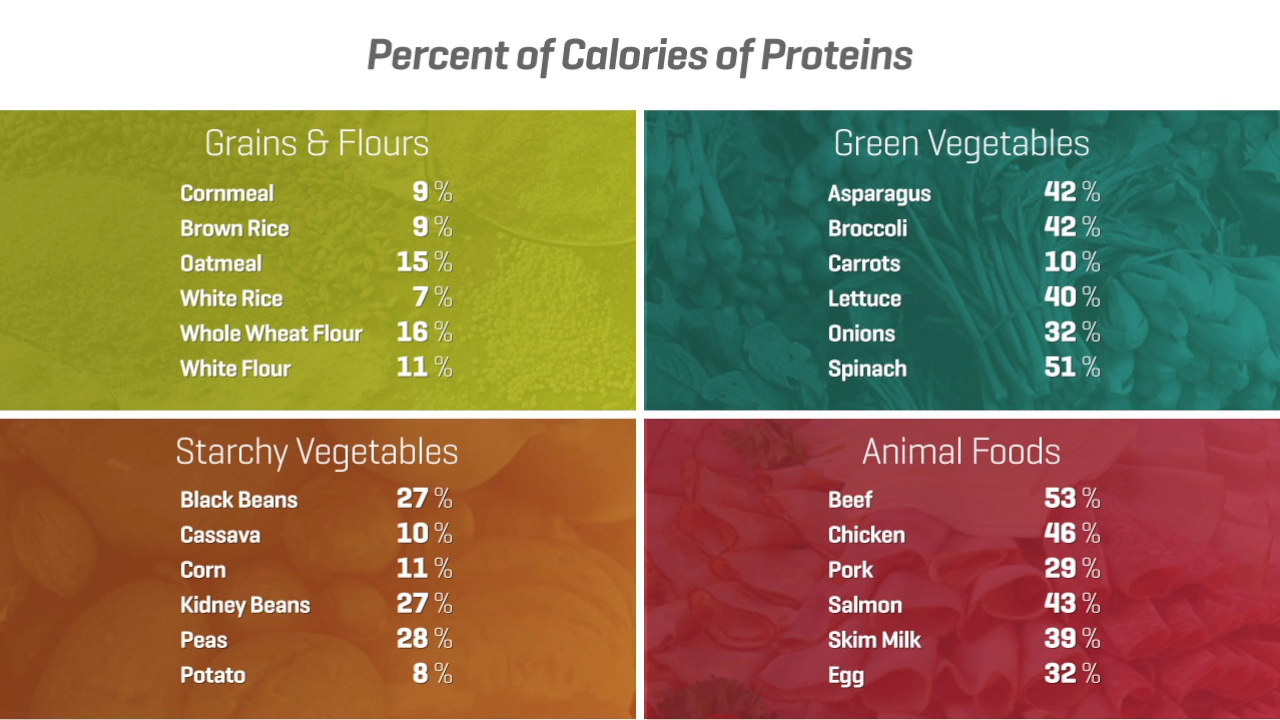 Percent of Calories of Proteins
Grains & Flours
Cornmeal 9 %
Brown Rice 9 %
Oatmeal 15 %
White Rice 7 %
Whole Wheat Flour 16 %
White Flour 11 %
Green Vegetables
Asparagus 42 %
Broccoli 42 %
Carrots 10 %
Lettuce 40 %
Onions 32 %
Spinach 51 %
Starchy Vegetables
Black Beans 27 %
Cassava 10 %
Corn 11 %
Kidney Beans 27 %
Peas 28 %
Potato 8 %
Animal Foods
Beef 53 %
Chicken 46 %
Pork 29 %
Salmon 43 %
Skim Milk 39 %
Egg 32 %